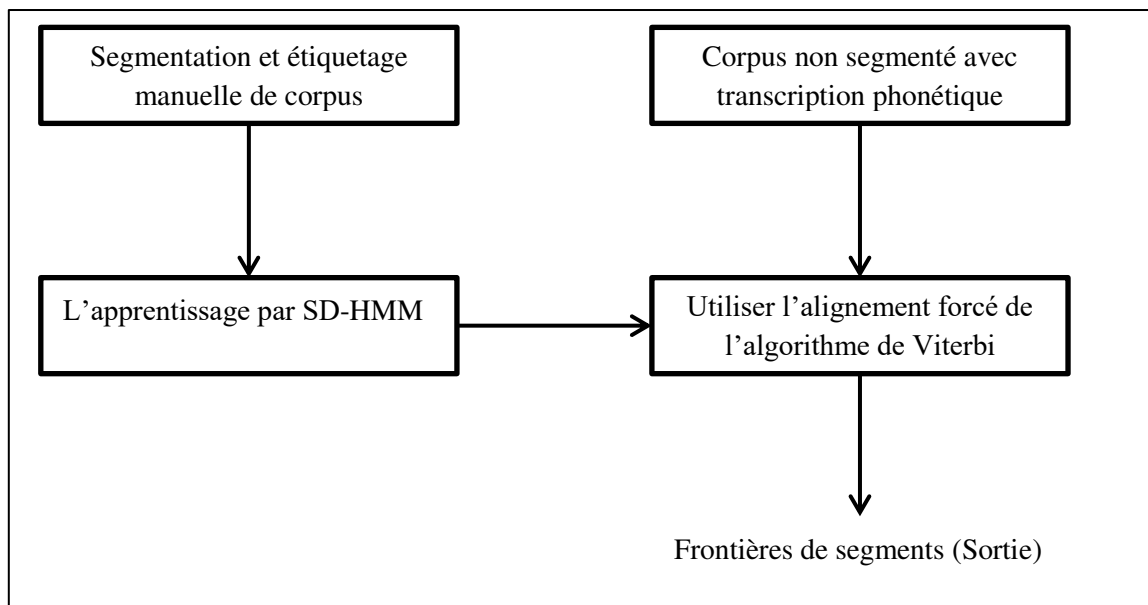 Segmentation et étiquetage
manuelle de corpus
Corpus non segmenté avec
transcription phonétique
L’apprentissage par SD-HMM
Utiliser l’alignement forcé de
l’algorithme de Viterbi
Frontières de segments (Sortie)